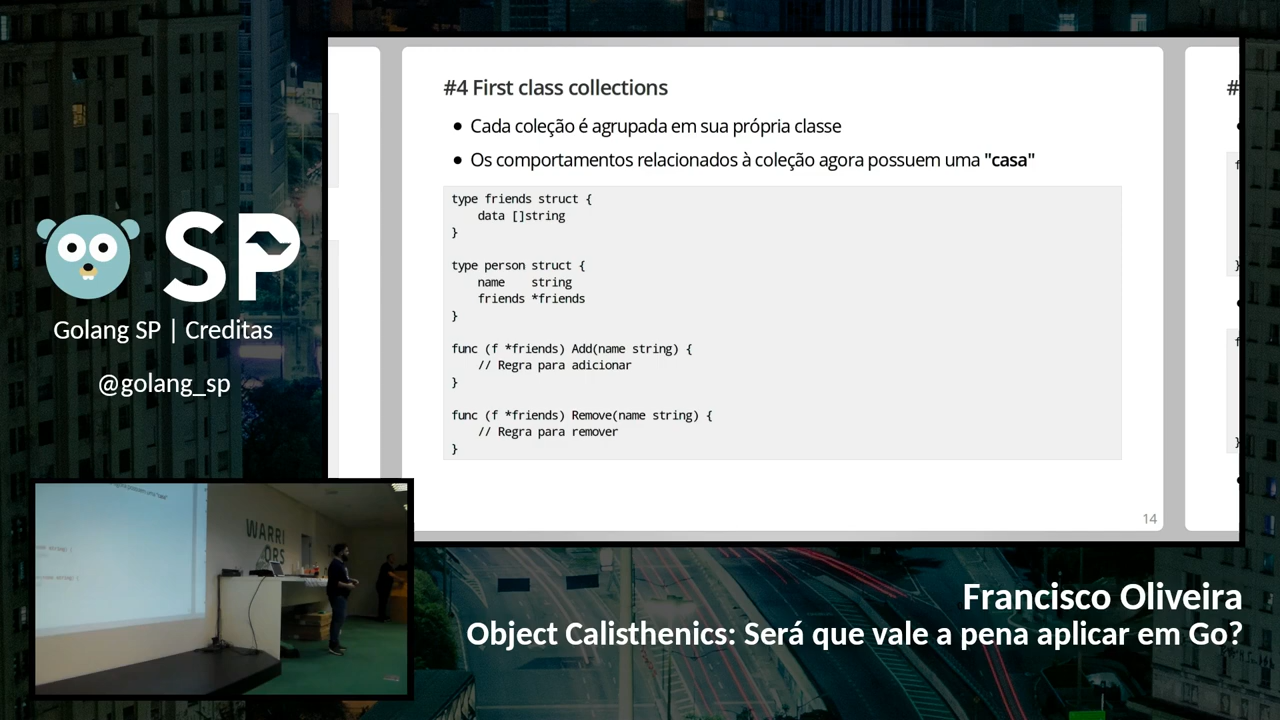 #4 First class collections
Cada coleção é agrupada em sua própria classe
Os comportamentos relacionados à coleção agora possuem uma "casa"
type friends struct {
data []string
}
type person struct {
name string
friends *friends
}
func (f *friends) Add(name string) {
// Regra para adicionar
}
func (f *friends) Remove(name string) {
// Regra para remover
}
14
#
f
}
f
}
SP
Golang SP | Creditas
@golang_sp
WARRI
ORS
Francisco Oliveira
Object Calisthenics: Será que vale a pena aplicar em Go?